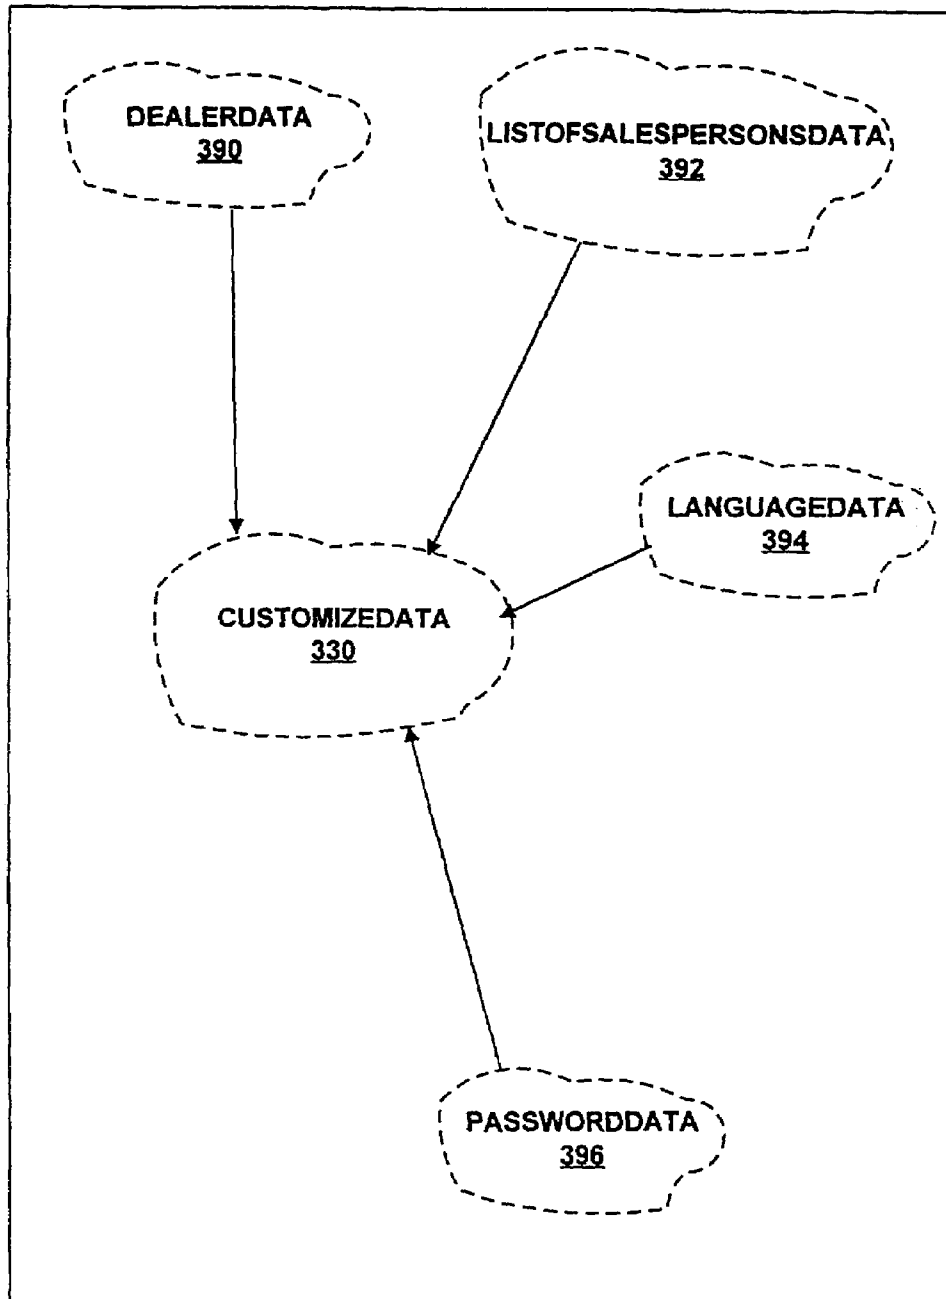 DEALERDATA
390
LISTOFSALESPERSONSDATA
392
LANGUAGEDATA
394
CUSTOMIZEDATA
330
PASSWORDDATA
396